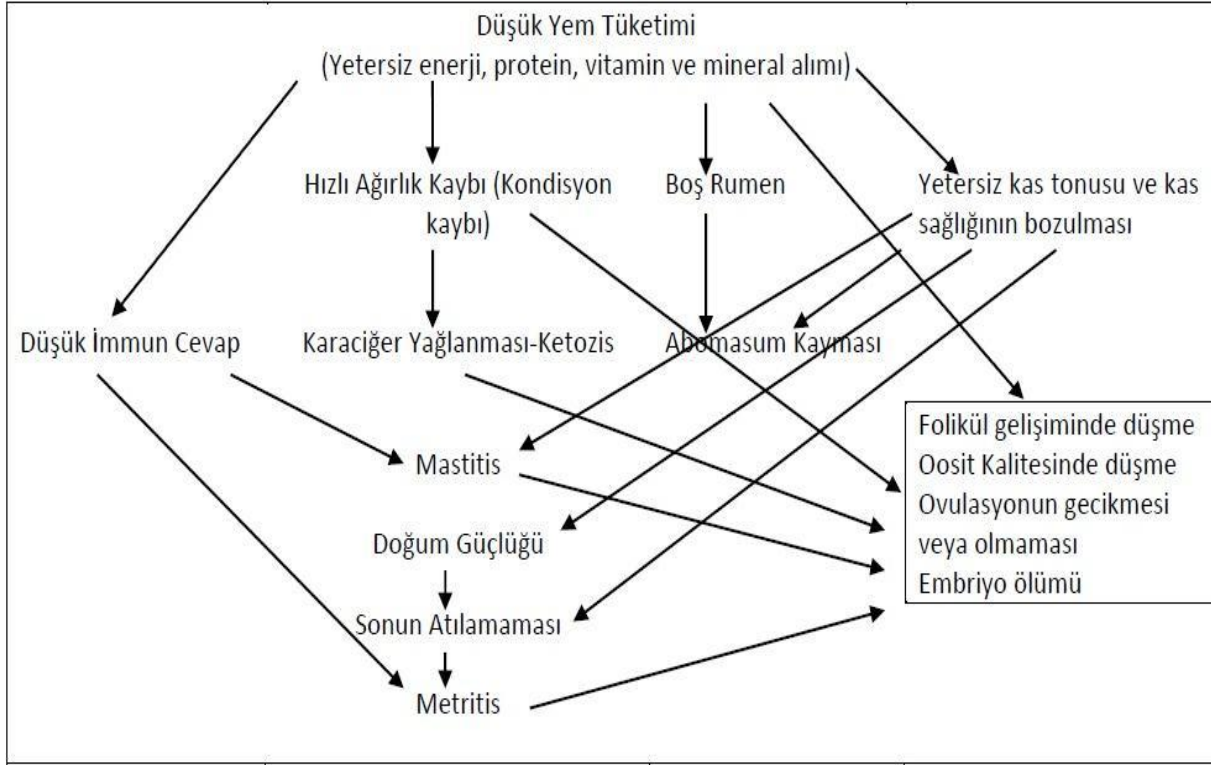 Düşük Yem Tüketimi
(Yetersiz enerji, protein, vitamin ve mineral alımı)
Hızlı Ağırlık Kaybı (Kondisyon
kaybı)
Boş Rumen
Yetersiz kas tonusu ve kas
sağlığının bozulması
Düşük İmmun Cevap
Karaciğer Yağlanması-Ketozis
Abomasum Kayması
Folikül gelişiminde düşme
Oosit Kalitesinde düşme
Ovulasyonun gecikmesi
veya olmaması
Embriyo ölümü
Mastitis
Doğum Güçlüğü
Sonun Atılamaması
Metritis